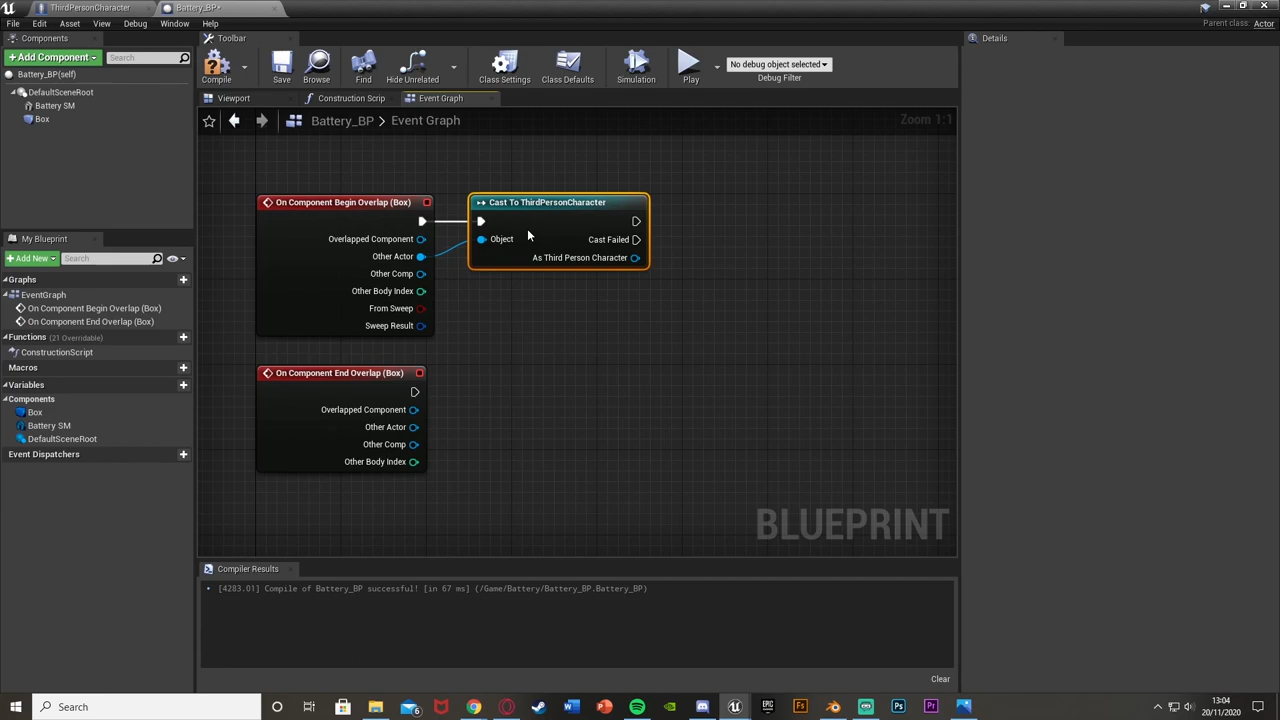 ThirdPersonCharacter
Battery_BP*
File
Edit
Asset
View
Debug
Window
Help
Parent class: Actor
Components
Toolbar
Details
+Add Component
Search
Compile
Save
Browse
Find
Hide Unrelated
Class Settings
Class Defaults
Simulation
Play
No debug object selected
Debug Filter
Battery_BP(self)
DefaultSceneRoot
Battery SM
Box
Viewport
Construction Scrip
Event Graph
Battery_BP > Event Graph
Zoom 1:1
On Component Begin Overlap (Box)
Overlapped Component
Other Actor
Other Comp
Other Body Index
From Sweep
Sweep Result
Cast To ThirdPersonCharacter
Object
Cast Failed
As Third Person Character
On Component End Overlap (Box)
Overlapped Component
Other Actor
Other Comp
Other Body Index
BLUEPRINT
My Blueprint
+Add New
Search
Graphs
EventGraph
On Component Begin Overlap (Box)
On Component End Overlap (Box)
Functions (21 Overridable)
ConstructionScript
Macros
Variables
Components
Box
Battery SM
DefaultSceneRoot
Event Dispatchers
Compiler Results
[4283.01] Compile of Battery_BP successful! [in 67 ms] (/Game/Battery/Battery_BP.Battery_BP)
Clear
Search
13:04
20/11/2020